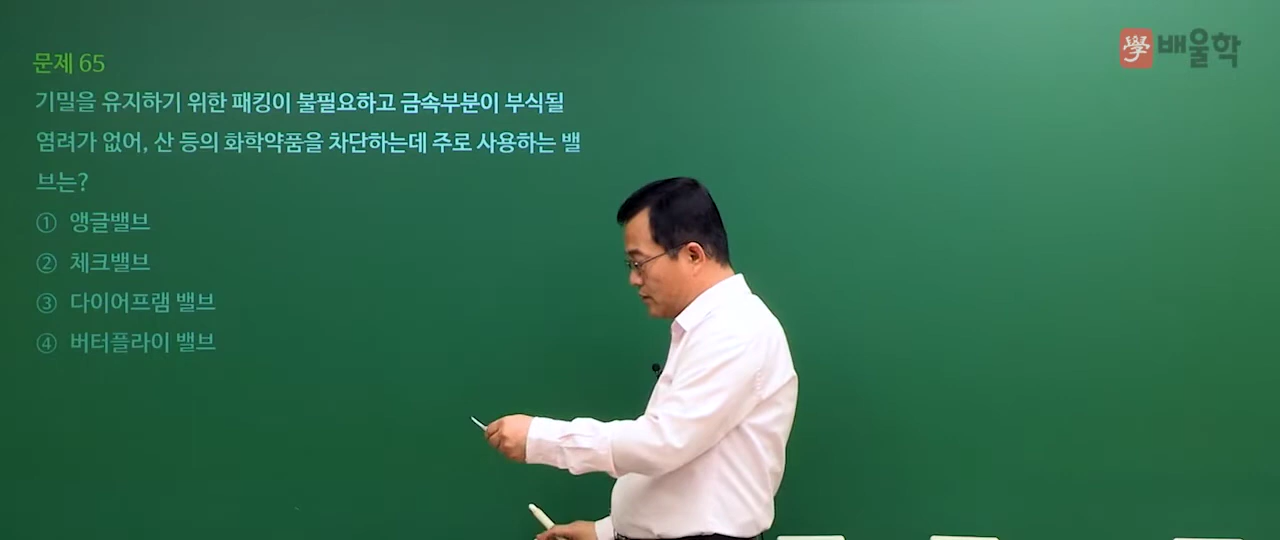 學배울학
문제 65
기밀을 유지하기 위한 패킹이 불필요하고 금속부분이 부식될
염려가 없어, 산 등의 화학약품을 차단하는데 주로 사용하는 밸
브는?
① 앵글밸브
② 체크밸브
③ 다이어프램 밸브
④ 버터플라이 밸브